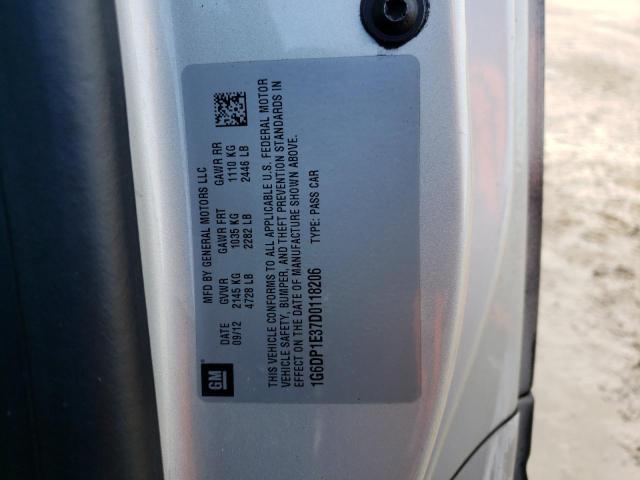 MFD BY GENERAL MOTORS LLC
DATE GVWR GAWR FRT GAWR RR
09/12 2145 KG 1035 KG 1110 KG
4728 LB 2282 LB 2446 LB
THIS VEHICLE CONFORMS TO ALL APPLICABLE U.S. FEDERAL MOTOR
VEHICLE SAFETY, BUMPER, AND THEFT PREVENTION STANDARDS IN
EFFECT ON THE DATE OF MANUFACTURE SHOWN ABOVE.
1G6DP1E37D0118206 TYPE: PASS CAR
GM